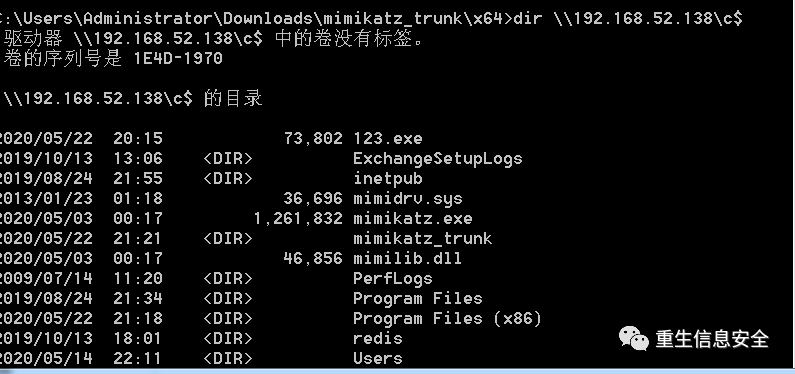 C:\Users\Administrator\Downloads\mimikatz_trunk\x64>dir \\192.168.52.138\c$
驱动器 \\192.168.52.138\c$ 中的卷没有标签。
卷的序列号是 1E4D-1970
\\192.168.52.138\c$ 的目录
2020/05/22 20:15 73,802 123.exe
2019/10/13 13:06 <DIR> ExchangeSetupLogs
2019/08/24 21:55 <DIR> inetpub
2013/01/23 01:18 36,696 mimidrv.sys
2020/05/03 00:17 1,261,832 mimikatz.exe
2020/05/22 21:21 <DIR> mimikatz_trunk
2020/05/03 00:17 46,856 mimilib.dll
2009/07/14 11:20 <DIR> PerfLogs
2019/08/24 21:34 <DIR> Program Files
2020/05/22 21:18 <DIR> Program Files (x86)
2019/10/13 18:01 <DIR> redis
2020/05/14 22:11 <DIR> Users
重生信息安全